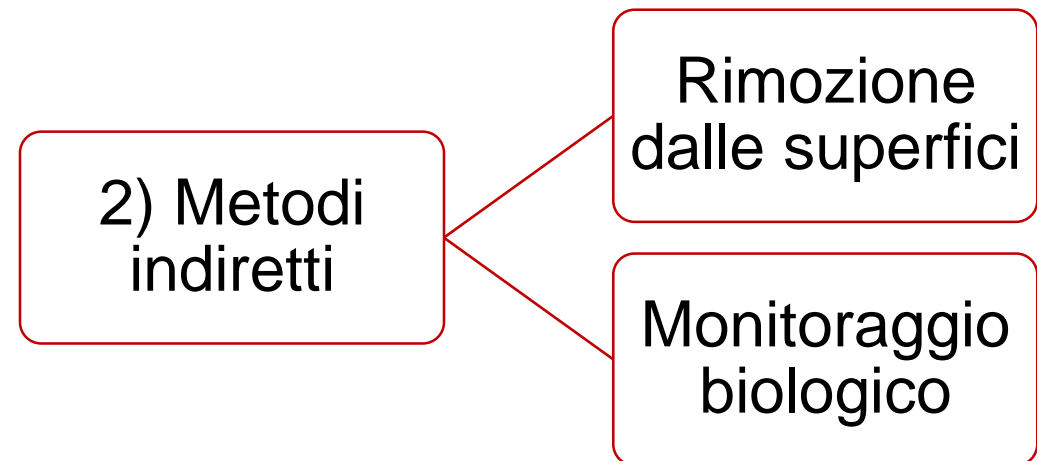 2) Metodi
indiretti
Rimozione
dalle superfici
Monitoraggio
biologico